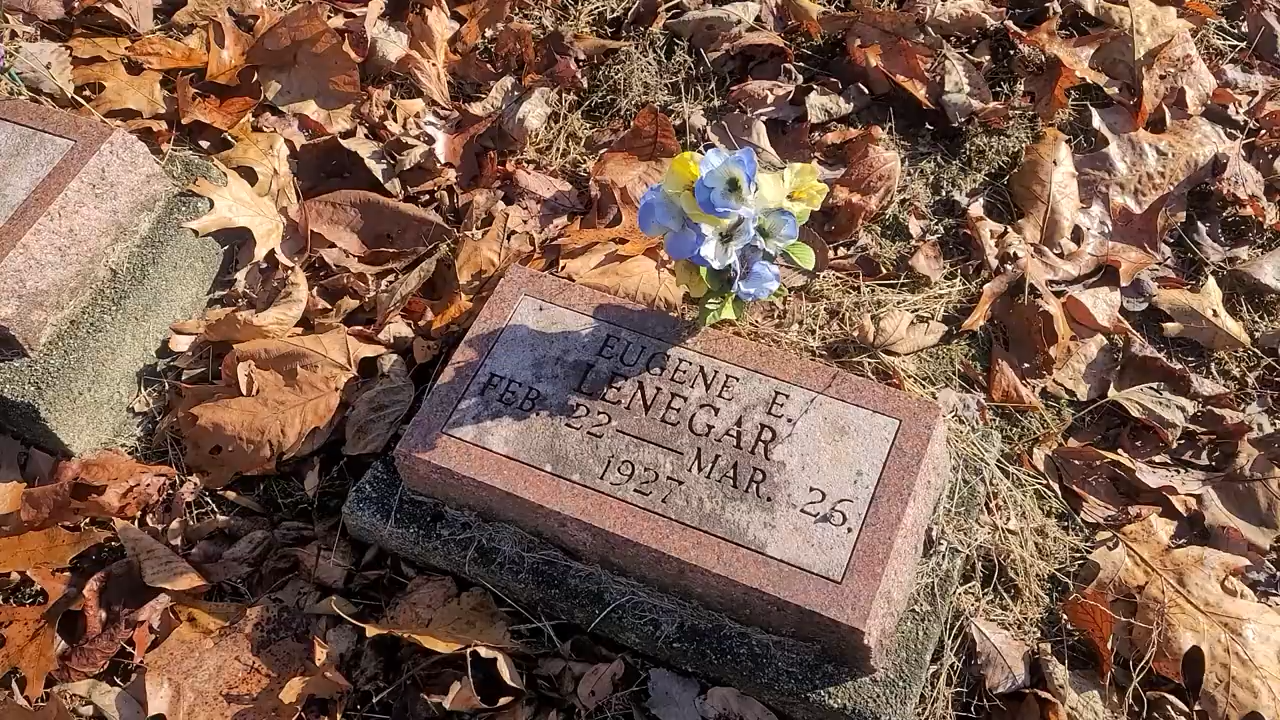 EUGENE E.
LENEGAR
FEB. 22—MAR. 26,
1927